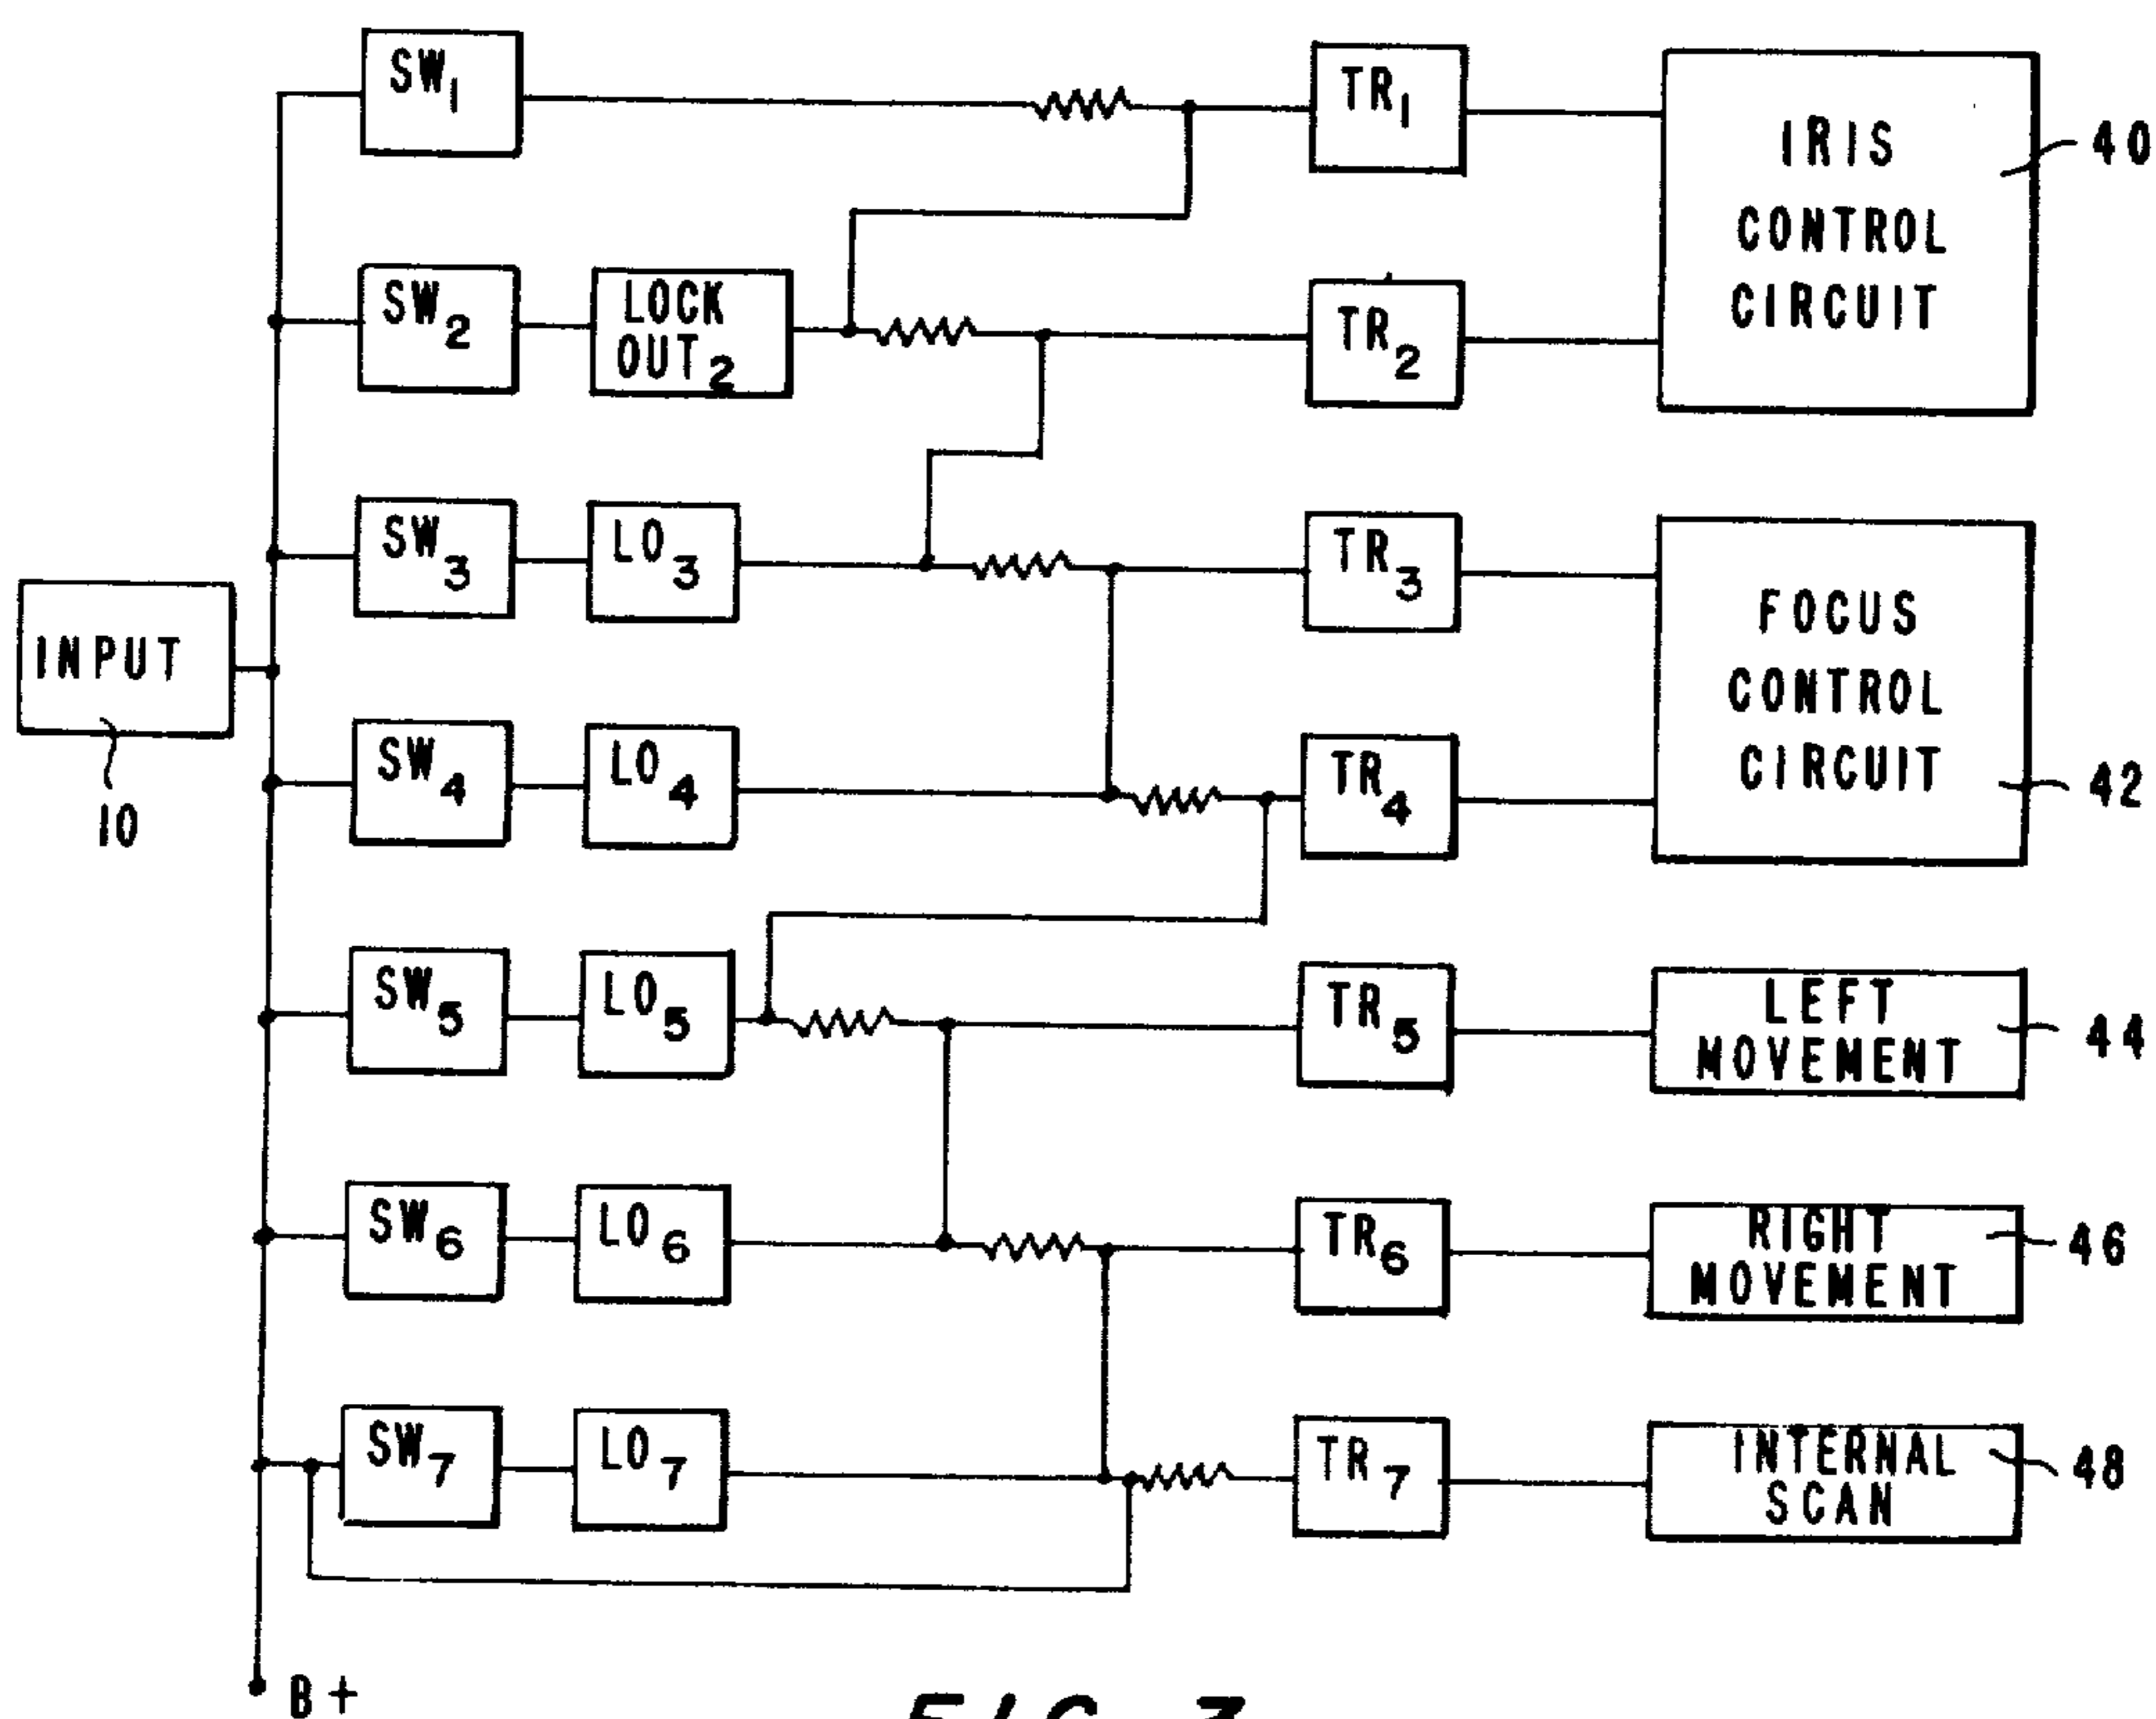 SW1
TR1
IRIS
CONTROL
CIRCUIT
40
SW2
LOCK
OUT2
TR2
SW3
LO3
TR3
FOCUS
CONTROL
CIRCUIT
42
INPUT
10
SW4
LO4
TR4
SW5
LO5
TR5
LEFT
MOVEMENT
44
SW6
LO6
TR6
RIGHT
MOVEMENT
46
SW7
LO7
TR7
INTERNAL
SCAN
48
B+
FIG 3